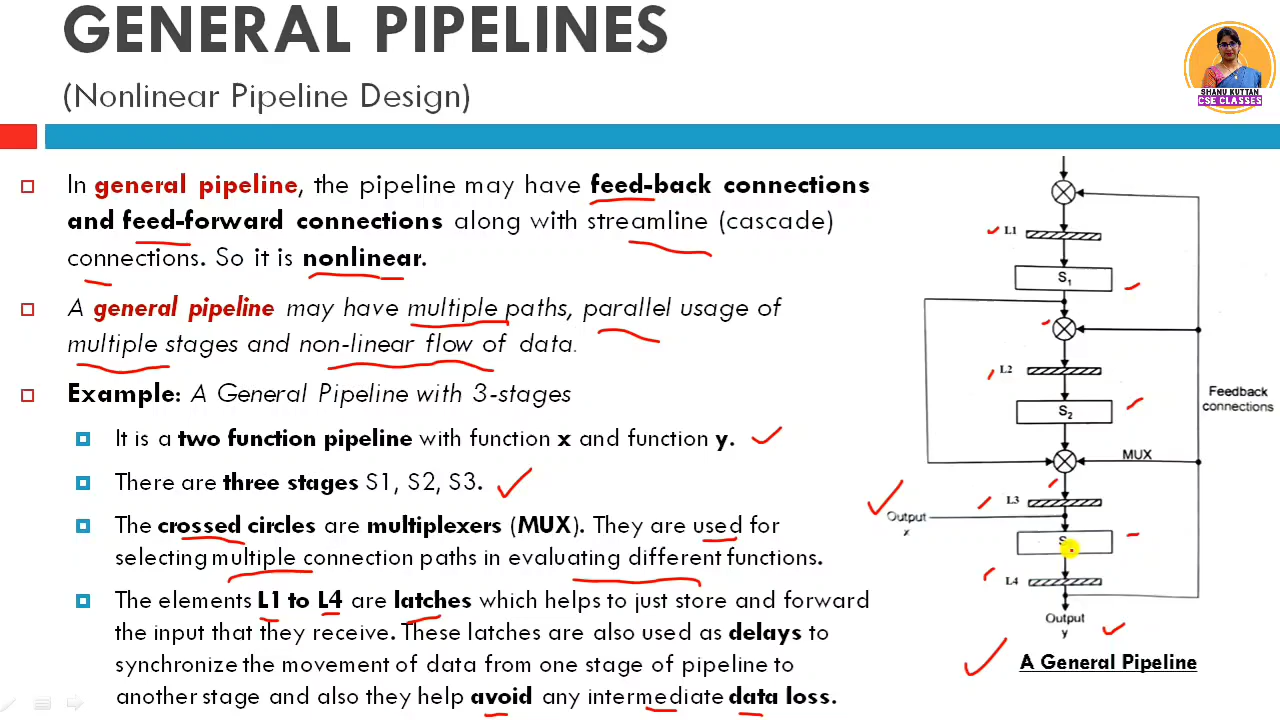 GENERAL PIPELINES
(Nonlinear Pipeline Design)
SHANU KUTTAN
CSE CLASSES
In general pipeline, the pipeline may have feed-back connections
and feed-forward connections along with streamline (cascade)
connections. So it is nonlinear.
A general pipeline may have multiple paths, parallel usage of
multiple stages and non-linear flow of data.
Example: A General Pipeline with 3-stages
It is a two function pipeline with function x and function y.
There are three stages S1, S2, S3.
The crossed circles are multiplexers (MUX). They are used for
selecting multiple connection paths in evaluating different functions.
The elements L1 to L4 are latches which helps to just store and forward
the input that they receive. These latches are also used as delays to
synchronize the movement of data from one stage of pipeline to
another stage and also they help avoid any intermediate data loss.
L1
S1
L2
S2
Feedback
connections
MUX
L3
Output
x
L4
Output
y
A General Pipeline